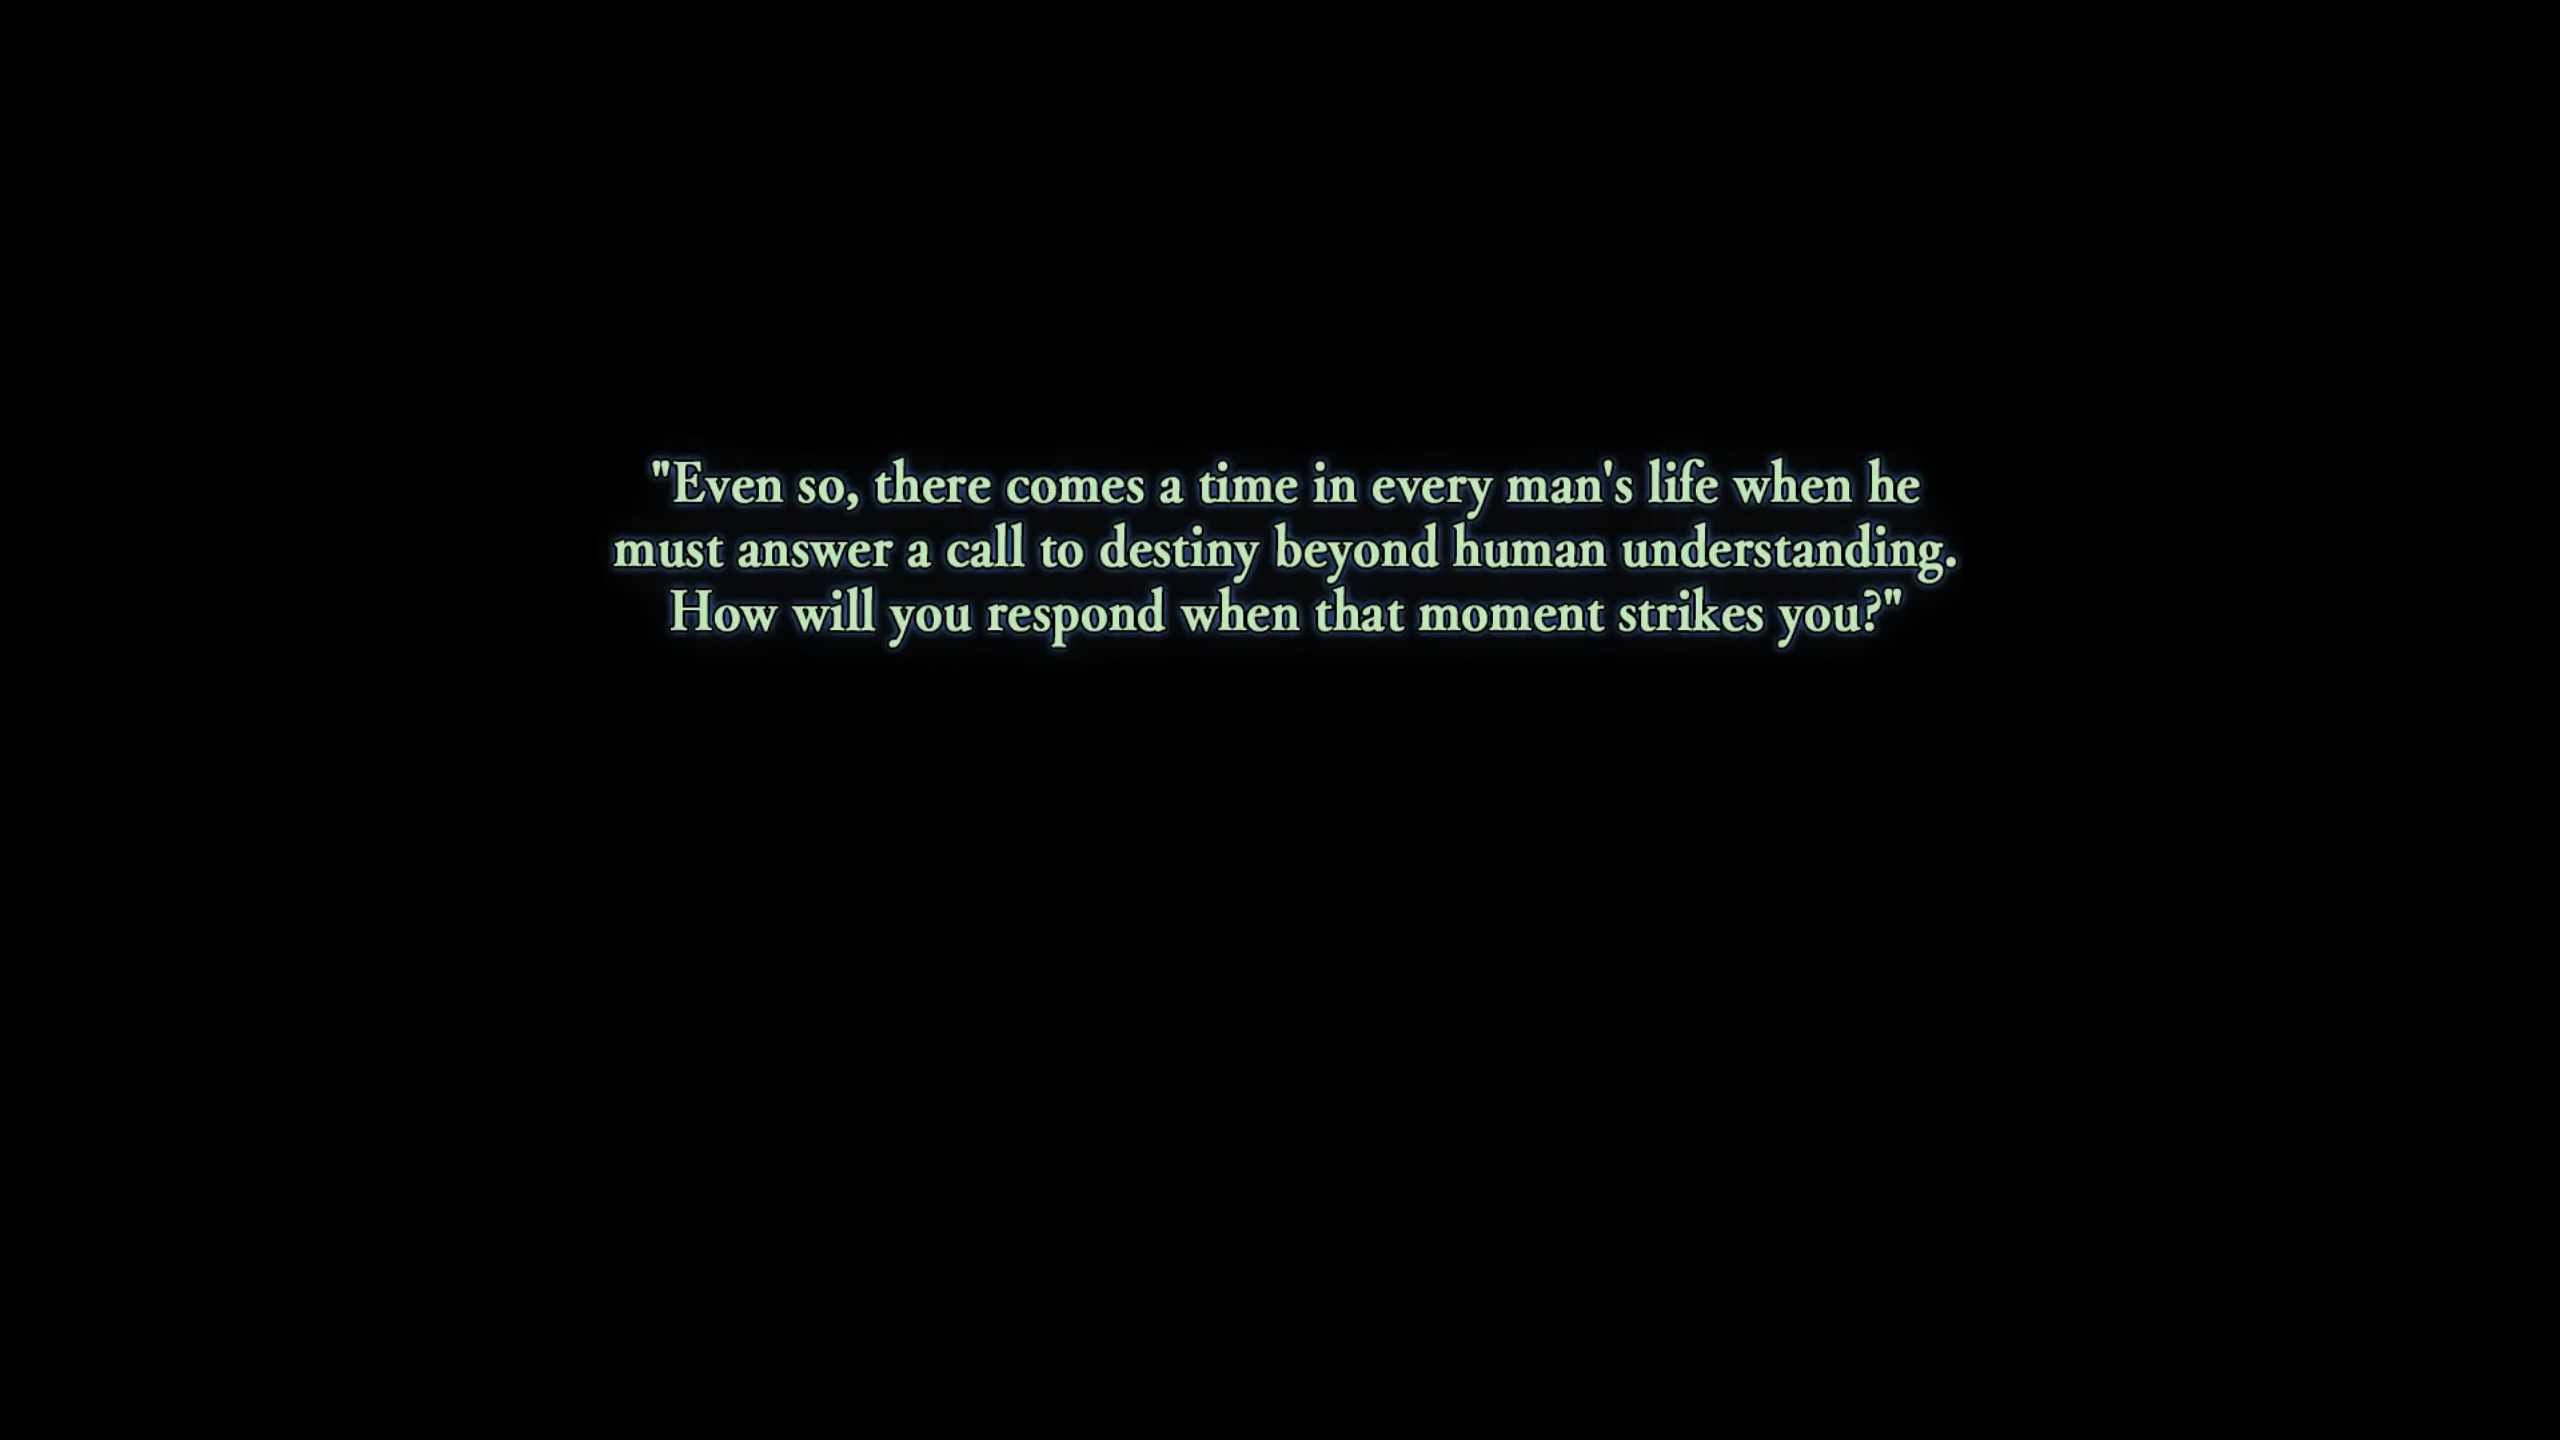 "Even so, there comes a time in every man's life when he
must answer a call to destiny beyond human understanding.
How will you respond when that moment strikes you?"